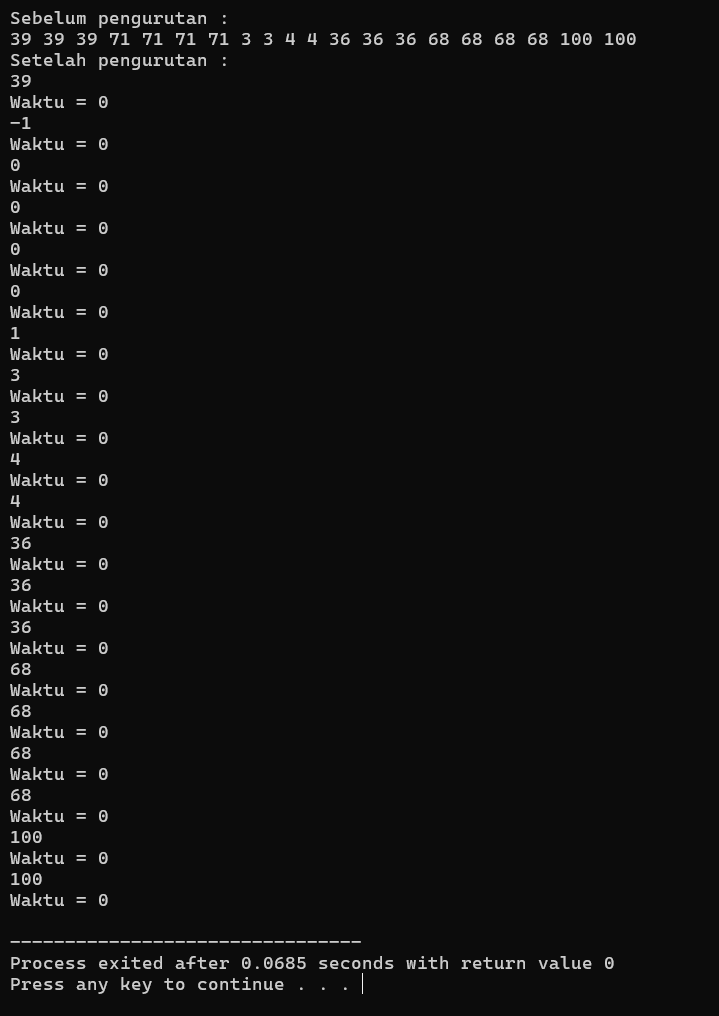 Sebelum pengurutan :
39 39 39 71 71 71 71 3 3 4 4 36 36 36 68 68 68 68 100 100
Setelah pengurutan :
39
Waktu = 0
-1
Waktu = 0
0
Waktu = 0
0
Waktu = 0
0
Waktu = 0
0
Waktu = 0
1
Waktu = 0
3
Waktu = 0
3
Waktu = 0
4
Waktu = 0
4
Waktu = 0
36
Waktu = 0
36
Waktu = 0
36
Waktu = 0
68
Waktu = 0
68
Waktu = 0
68
Waktu = 0
68
Waktu = 0
100
Waktu = 0
100
Waktu = 0
--------------------------------
Process exited after 0.0685 seconds with return value 0
Press any key to continue . . .